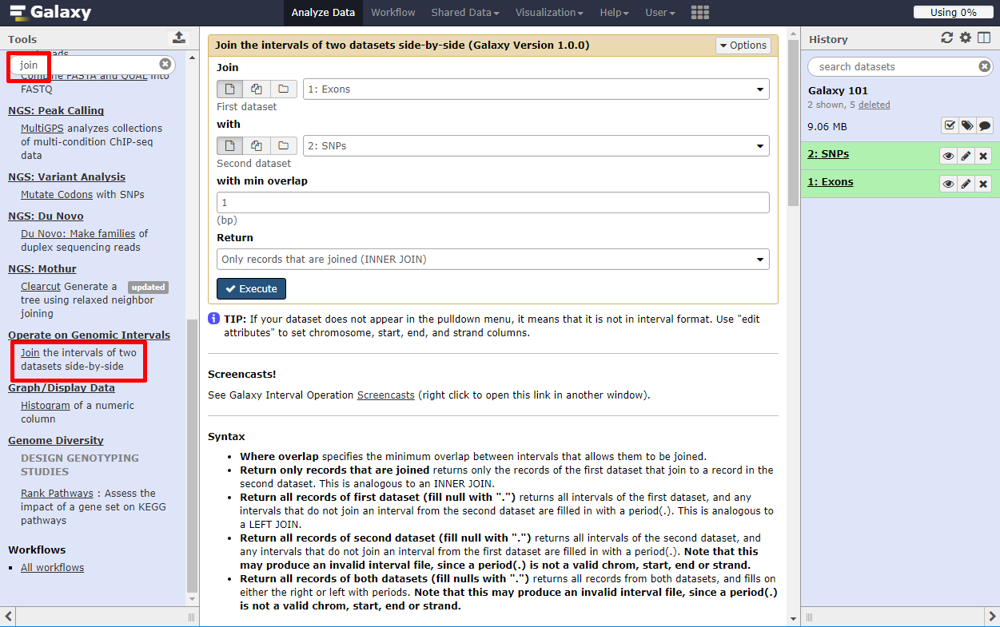 Galaxy
Analyze Data
Workflow
Shared Data
Visualization
Help
User
Using 0%
Tools
join
Combine FASTA and QUAL into
FASTQ
NGS: Peak Calling
MultiGPS analyzes collections
of multi-condition ChIP-seq
data
NGS: Variant Analysis
Mutate Codons with SNPs
NGS: Du Novo
Du Novo: Make families of
duplex sequencing reads
NGS: Mothur
Clearcut Generate a updated
tree using relaxed neighbor
joining
Operate on Genomic Intervals
Join the intervals of two
datasets side-by-side
Graph/Display Data
Histogram of a numeric
column
Genome Diversity
DESIGN GENOTYPING
STUDIES
Rank Pathways : Assess the
impact of a gene set on KEGG
pathways
Workflows
All workflows
Join the intervals of two datasets side-by-side (Galaxy Version 1.0.0)
Options
Join
1: Exons
First dataset
with
2: SNPs
Second dataset
with min overlap
1
(bp)
Return
Only records that are joined (INNER JOIN)
Execute
TIP: If your dataset does not appear in the pulldown menu, it means that it is not in interval format. Use "edit
attributes" to set chromosome, start, end, and strand columns.
Screencasts!
See Galaxy Interval Operation Screencasts (right click to open this link in another window).
Syntax
• Where overlap specifies the minimum overlap between intervals that allows them to be joined.
• Return only records that are joined returns only the records of the first dataset that join to a record in the
second dataset. This is analogous to an INNER JOIN.
• Return all records of first dataset (fill null with ".") returns all intervals of the first dataset, and any
intervals that do not join an interval from the second dataset are filled in with a period(.). This is analogous to
a LEFT JOIN.
• Return all records of second dataset (fill null with ".") returns all intervals of the second dataset, and
any intervals that do not join an interval from the first dataset are filled in with a period(.). Note that this
may produce an invalid interval file, since a period(.) is not a valid chrom, start, end or strand.
• Return all records of both datasets (fill nulls with ".") returns all records from both datasets, and fills on
either the right or left with periods. Note that this may produce an invalid interval file, since a period(.)
is not a valid chrom, start, end or strand.
History
search datasets
Galaxy 101
2 shown, 5 deleted
9.06 MB
2: SNPs
1: Exons